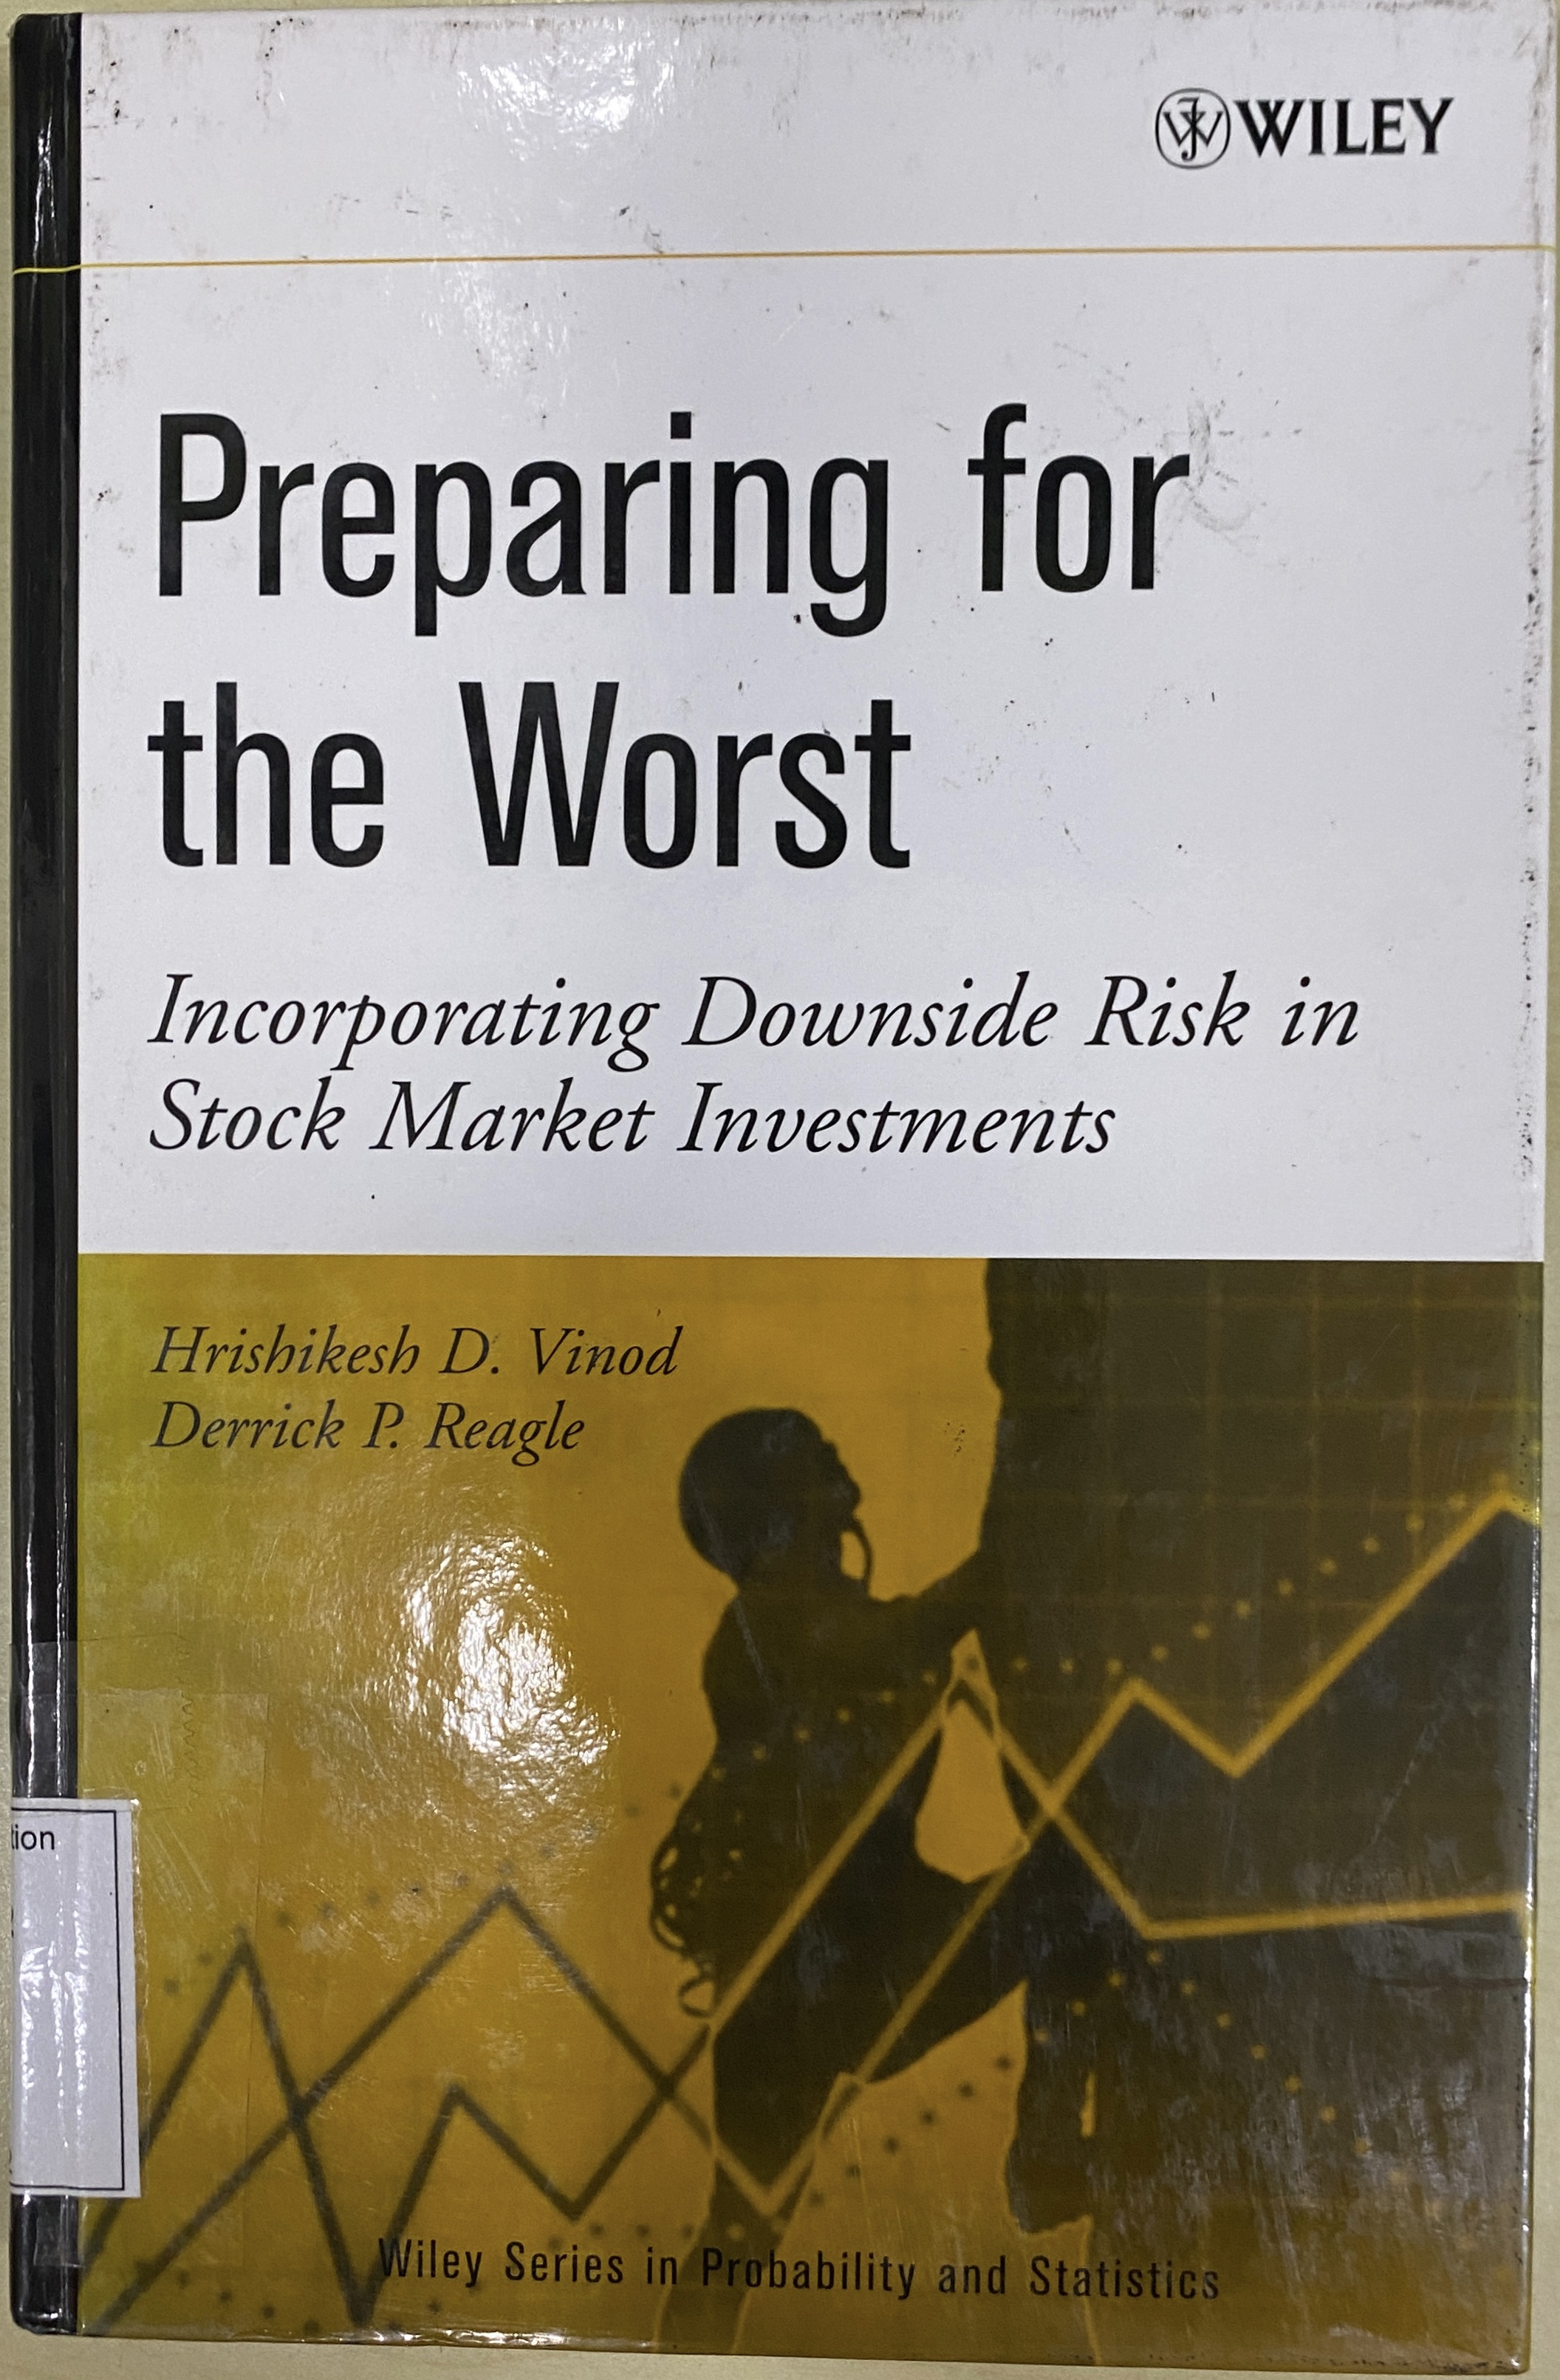 WILEY
Preparing for
the Worst
Incorporating Downside Risk in
Stock Market Investments
Hrishikesh D. Vinod
Derrick P. Reagle
tion
Wiley Series in Probability and Statistics